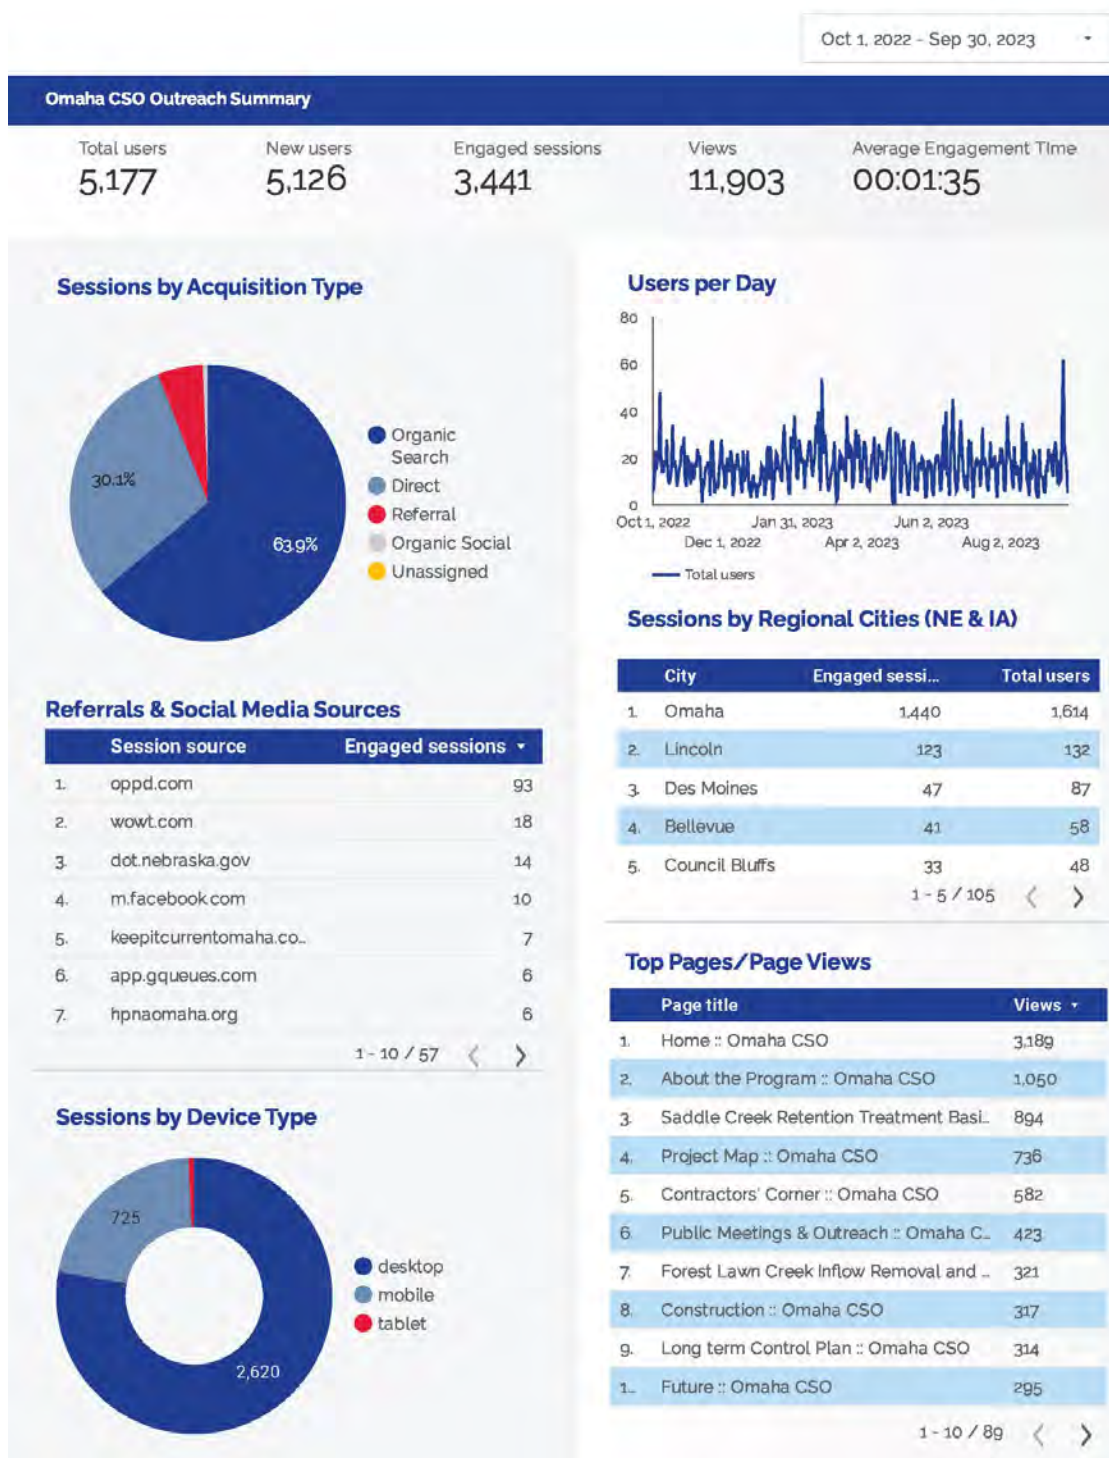 Oct 1, 2022 - Sep 30, 2023
Omaha CSO Outreach Summary
Total users
5,177
New users
5,126
Engaged sessions
3,441
Views
11,903
Average Engagement TIme
00:01:35
Sessions by Acquisition Type
30.1%
63.9%
Organic
Search
Direct
Referral
Organic Social
Unassigned
Referrals & Social Media Sources
Session source Engaged sessions
1. oppd.com 93
2. wowt.com 18
3. dot.nebraska.gov 14
4. m.facebook.com 10
5. keepitcurrentomaha.co...
7
6. app.gqueues.com 6
7. hpnaomaha.org 6
1 - 10 / 57
Sessions by Device Type
725
2,620
desktop
mobile
tablet
Users per Day
80
60
40
20
0
Oct 1, 2022 Jan 31, 2023 Jun 2, 2023
Dec 1, 2022 Apr 2, 2023 Aug 2, 2023
Total users
Sessions by Regional Cities (NE & IA)
City Engaged sessi... Total users
1. Omaha 1,440 1,614
2. Lincoln 123 132
3. Des Moines 47 87
4. Bellevue 41 58
5. Council Bluffs 33 48
1 - 5 / 105
Top Pages/Page Views
Page title Views
1. Home :: Omaha CSO 3,189
2. About the Program :: Omaha CSO 1,050
3. Saddle Creek Retention Treatment Basi... 894
4. Project Map :: Omaha CSO 736
5. Contractors' Corner :: Omaha CSO 582
6. Public Meetings & Outreach :: Omaha C... 423
7. Forest Lawn Creek Inflow Removal and ... 321
8. Construction :: Omaha CSO 317
9. Long term Control Plan :: Omaha CSO 314
1... Future :: Omaha CSO 295
1 - 10 / 89